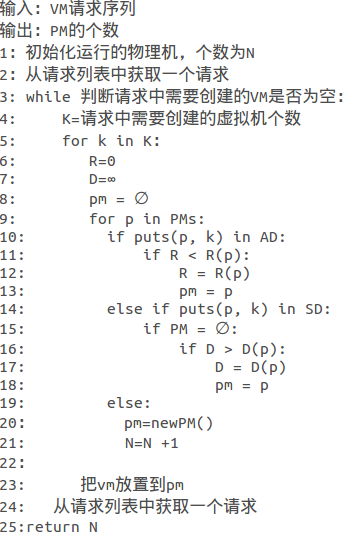 输入: VM请求序列
输出: PM的个数
1: 初始化运行的物理机，个数为N
2: 从请求列表中获取一个请求
3: while 判断请求中需要创建的VM是否为空:
4: K=请求中需要创建的虚拟机个数
5: for k in K:
6: R=0
7: D=∞
8: pm = ∅
9: for p in PMs:
10: if puts(p, k) in AD:
11: if R < R(p):
12: R = R(p)
13: pm = p
14: else if puts(p, k) in SD:
15: if PM = ∅:
16: if D > D(p):
17: D = D(p)
18: pm = p
19: else:
20: pm=newPM()
21: N=N +1
22:
23: 把vm放置到pm
24: 从请求列表中获取一个请求
25:return N